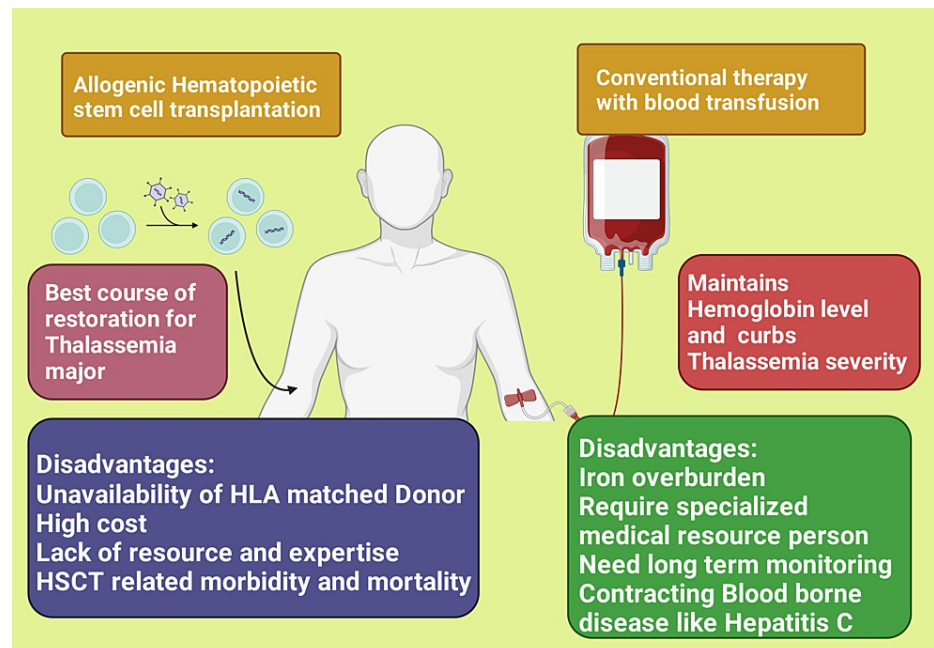 Allogenic Hematopoietic
stem cell transplantation
Conventional therapy
with blood transfusion
Best course of
restoration for
Thalassemia
major
Maintains
Hemoglobin level
and curbs
Thalassemia severity
Disadvantages:
Unavailability of HLA matched Donor
High cost
Lack of resource and expertise
HSCT related morbidity and mortality
Disadvantages:
Iron overburden
Require specialized
medical resource person
Need long term monitoring
Contracting Blood borne
disease like Hepatitis C